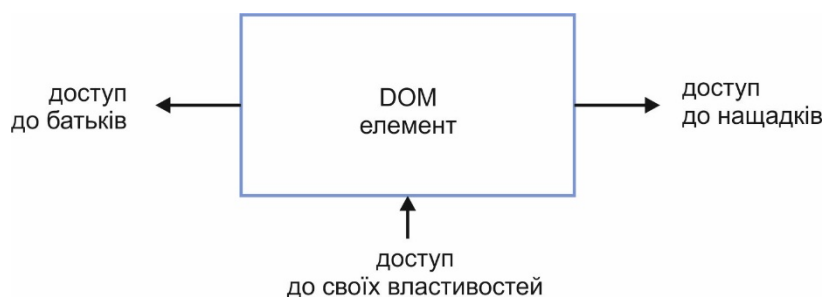 доступ
до батьків
DOM
елемент
доступ
до нащадків
доступ
до своїх властивостей